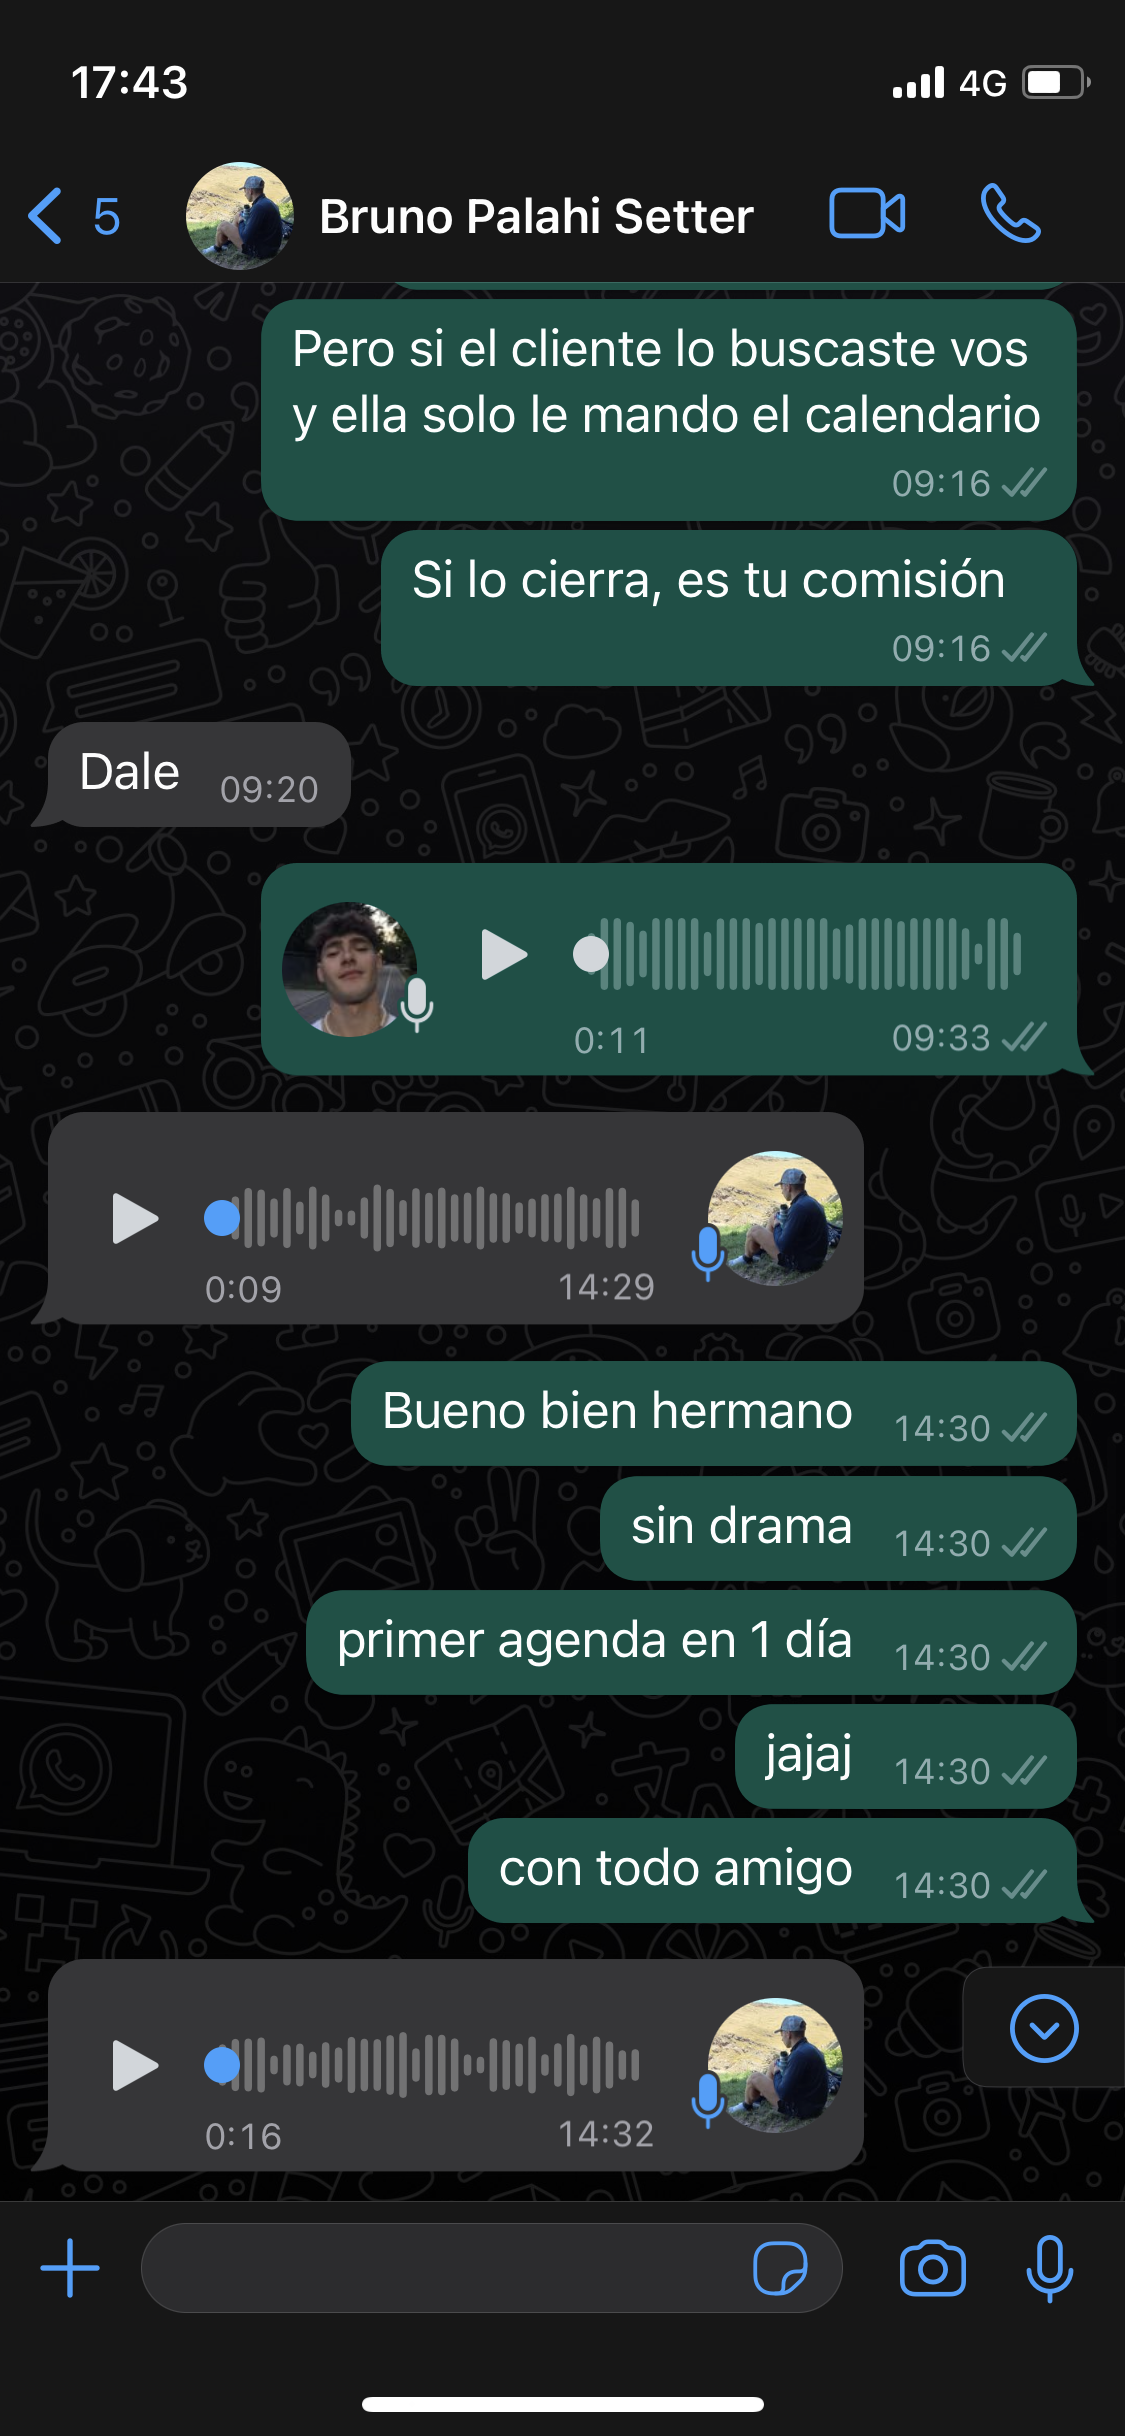 17:43
4G
5
Bruno Palahi Setter
Pero si el cliente lo buscaste vos
y ella solo le mando el calendario
09:16
Si lo cierra, es tu comisión
09:16
Dale 09:20
0:11 09:33
0:09 14:29
Bueno bien hermano 14:30
sin drama 14:30
primer agenda en 1 día 14:30
jajaj 14:30
con todo amigo 14:30
0:16 14:32